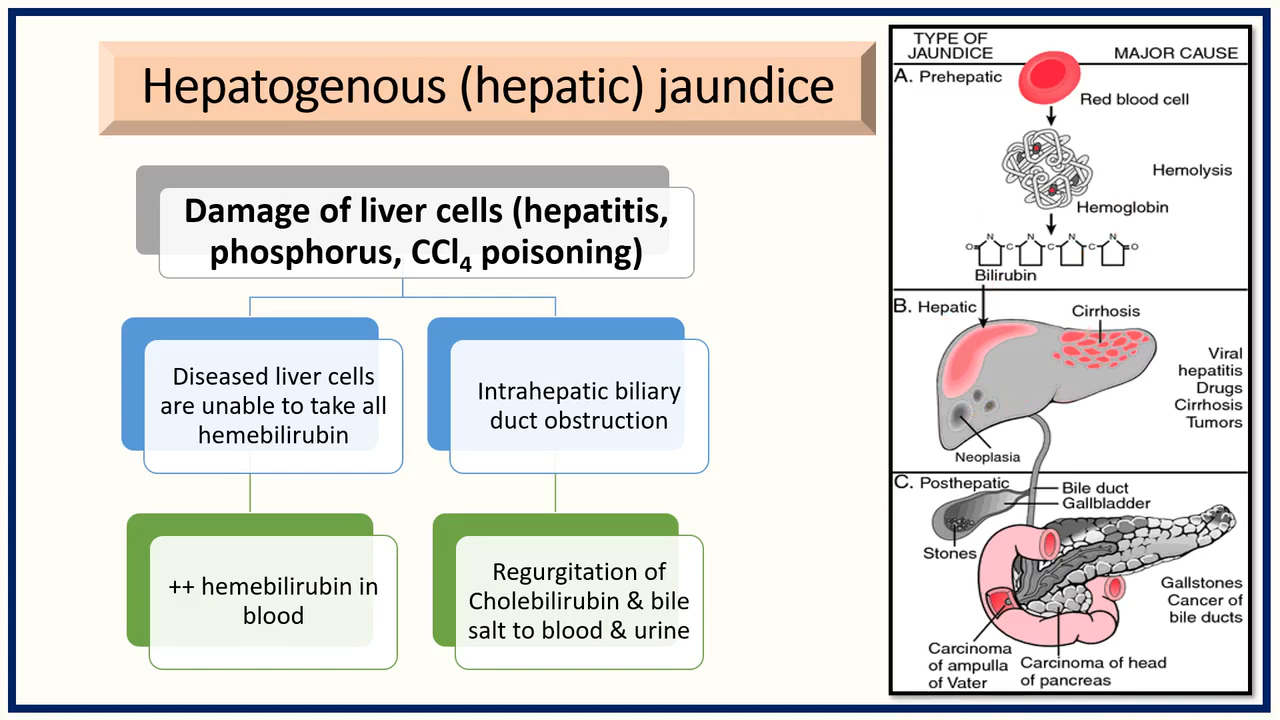 Hepatogenous (hepatic) jaundice
Damage of liver cells (hepatitis,
phosphorus, CCl₄ poisoning)
Diseased liver cells
are unable to take all
hemebilirubin
Intrahepatic biliary
duct obstruction
++ hemebilirubin in
blood
Regurgitation of
Cholebilirubin & bile
salt to blood & urine
TYPE OF
JAUNDICE
MAJOR CAUSE
A. Prehepatic
Red blood cell
Hemolysis
Hemoglobin
N N N N
O C C C O
Bilirubin
B. Hepatic
Cirrhosis
Viral
hepatitis
Drugs
Cirrhosis
Tumors
Neoplasia
C. Posthepatic
Bile duct
Gallbladder
Stones
Gallstones
Cancer of
bile ducts
Carcinoma
of ampulla
of Vater
Carcinoma of head
of pancreas